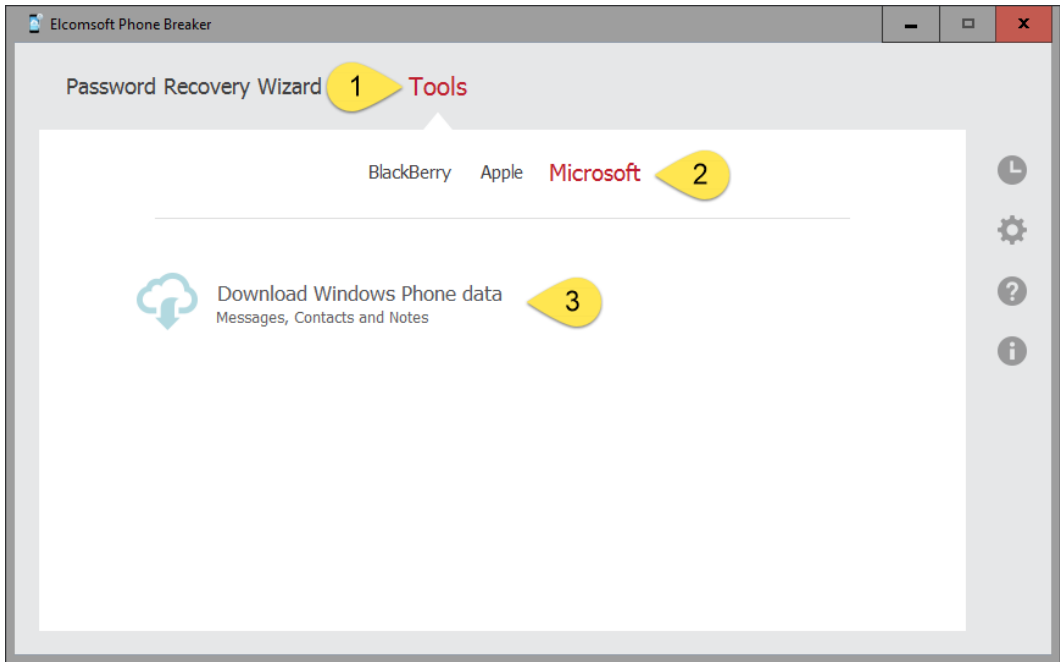 Elcomsoft Phone Breaker
Password Recovery Wizard 1 Tools
BlackBerry Apple Microsoft 2
Download Windows Phone data 3
Messages, Contacts and Notes